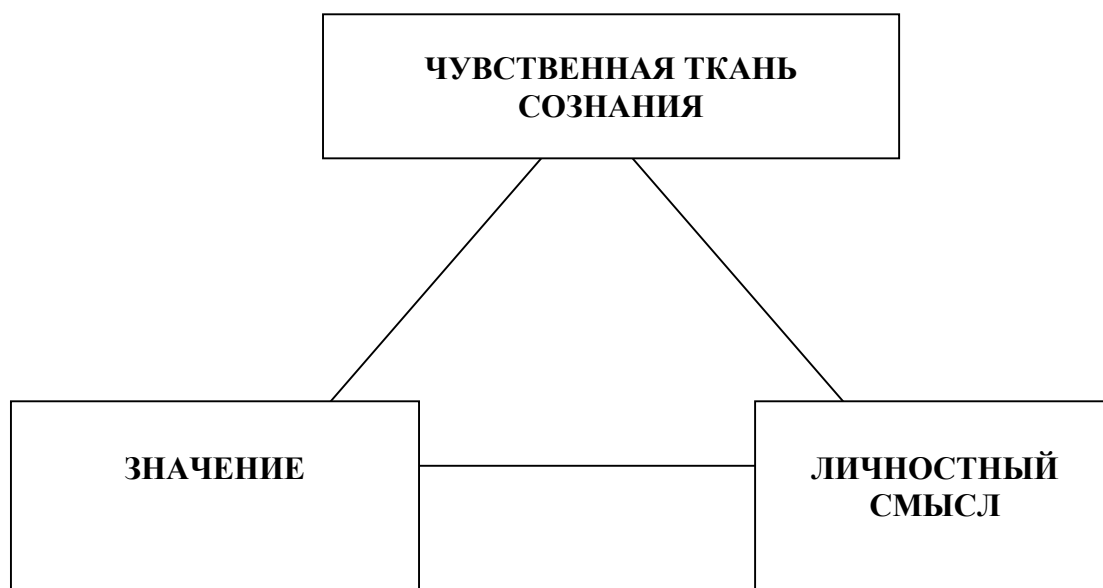 ЧУВСТВЕННАЯ ТКАНЬ
СОЗНАНИЯ
ЗНАЧЕНИЕ
ЛИЧНОСТНЫЙ
СМЫСЛ